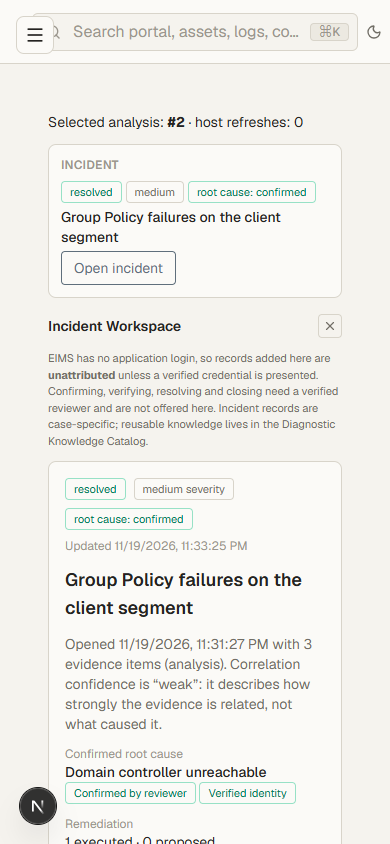 Search portal, assets, logs, co... ⌘K
Selected analysis: #2 · host refreshes: 0
INCIDENT
resolved medium root cause: confirmed
Group Policy failures on the client
segment
Open incident
Incident Workspace
EIMS has no application login, so records added here are
unattributed unless a verified credential is presented.
Confirming, verifying, resolving and closing need a verified
reviewer and are not offered here. Incident records are
case-specific; reusable knowledge lives in the Diagnostic
Knowledge Catalog.
resolved medium severity
root cause: confirmed
Updated 11/19/2026, 11:33:25 PM
Group Policy failures on the
client segment
Opened 11/19/2026, 11:31:27 PM with 3
evidence items (analysis). Correlation
confidence is “weak”: it describes how
strongly the evidence is related, not
what caused it.
Confirmed root cause
Domain controller unreachable
Confirmed by reviewer Verified identity
N
Remediation
1 executed · 0 proposed